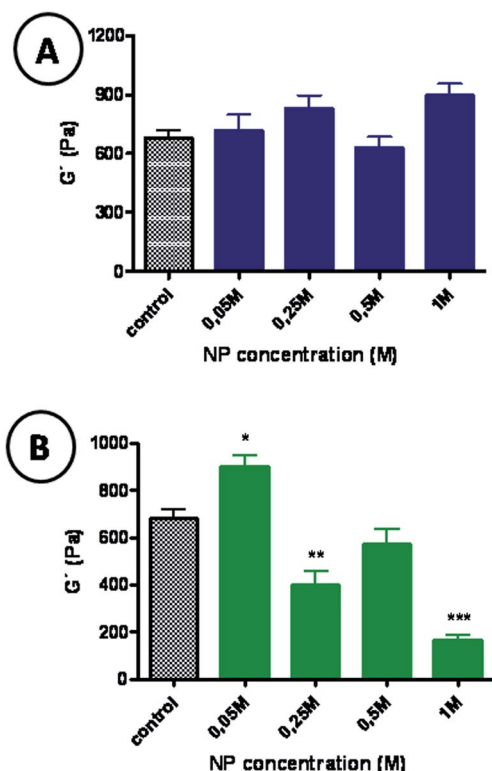 A
1200
900
600
300
0
G´ (Pa)
control
0,05M
0,25M
0,5M
1M
NP concentration (M)
B
1000
800
600
400
200
0
G´ (Pa)
*
**
***
control
0,05M
0,25M
0,5M
1M
NP concentration (M)